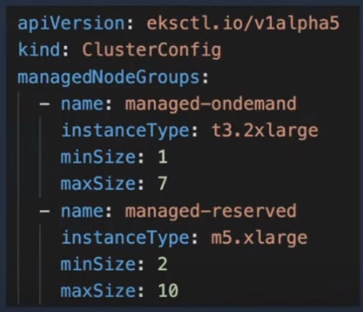 apiVersion: eksctl.io/v1alpha5
kind: ClusterConfig
managedNodeGroups:
  - name: managed-ondemand
    instanceType: t3.2xlarge
    minSize: 1
    maxSize: 7
  - name: managed-reserved
    instanceType: m5.xlarge
    minSize: 2
    maxSize: 10